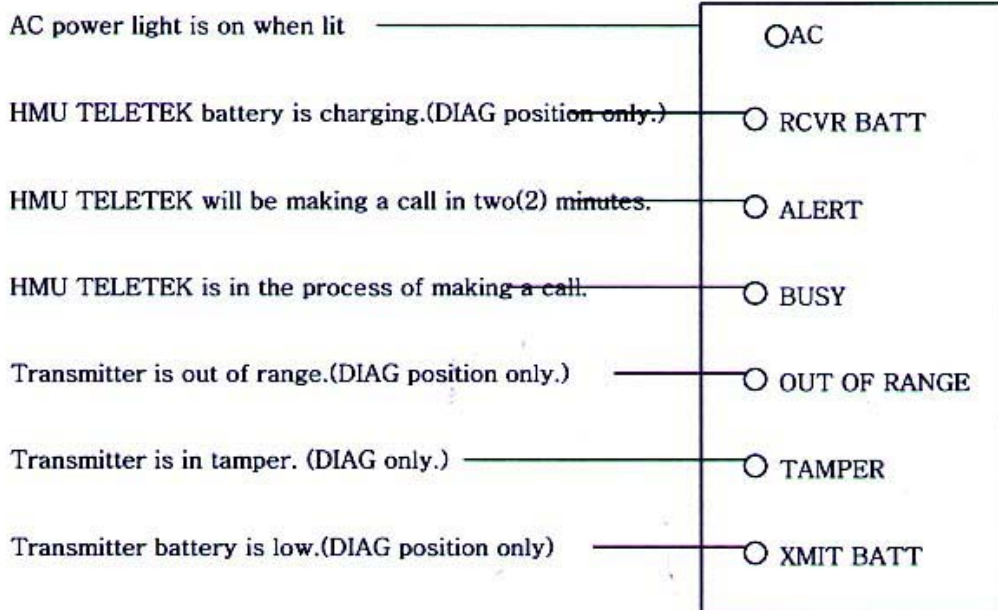 AC power light is on when lit
AC
HMU TELETEK battery is charging.(DIAG position only.)
RCVR BATT
HMU TELETEK will be making a call in two(2) minutes.
ALERT
HMU TELETEK is in the process of making a call.
BUSY
Transmitter is out of range.(DIAG position only.)
OUT OF RANGE
Transmitter is in tamper. (DIAG only.)
TAMPER
Transmitter battery is low.(DIAG position only)
XMIT BATT